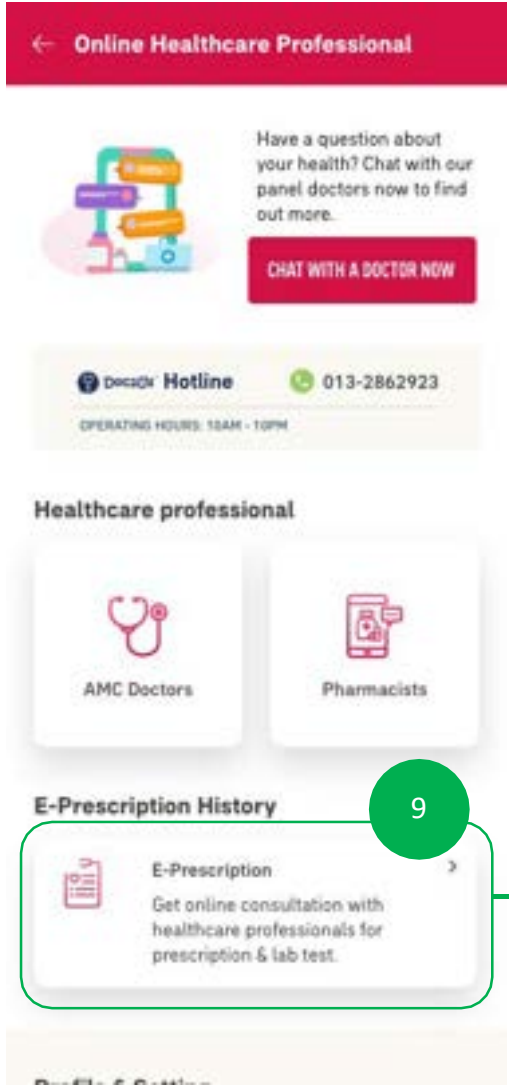 ← Online Healthcare Professional
Have a question about
your health? Chat with our
panel doctors now to find
out more.
CHAT WITH A DOCTOR NOW
Hotline 013-2862923
OPERATING HOURS: 10AM - 10PM
Healthcare professional
AMC Doctors Pharmacists
E-Prescription History
9
E-Prescription >
Get online consultation with
healthcare professionals for
prescription & lab test.
Profile & Setting